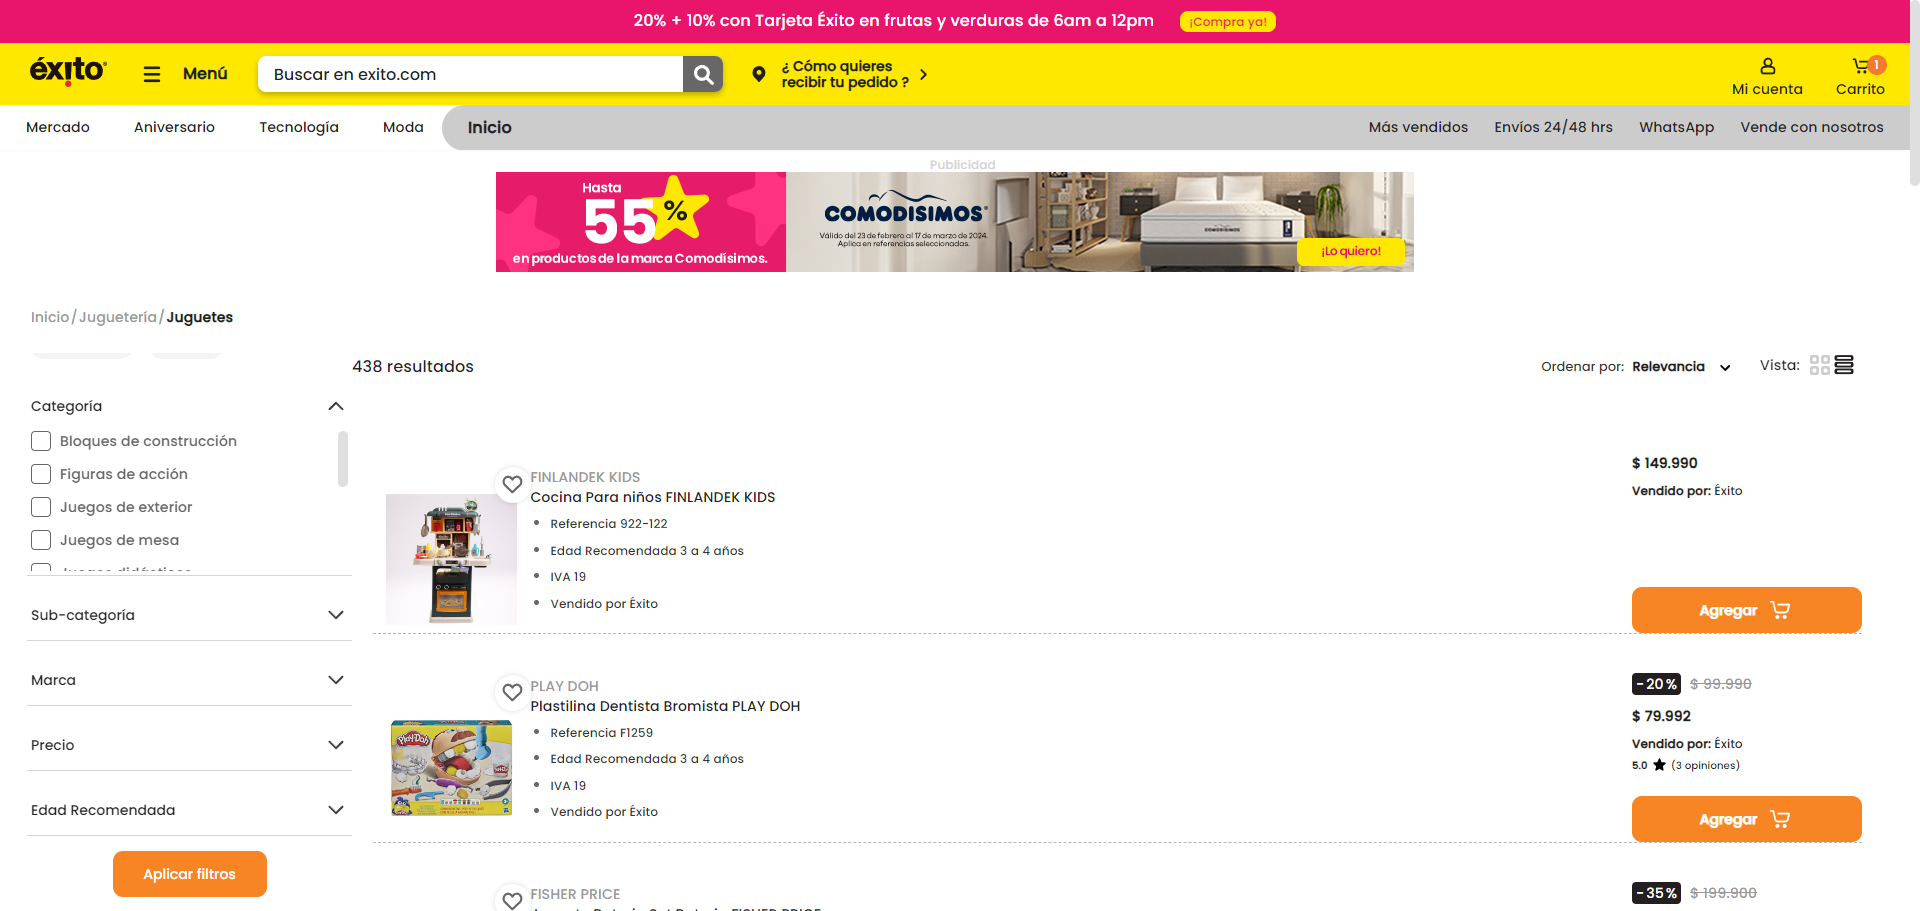 20% + 10% con Tarjeta Éxito en frutas y verduras de 6am a 12pm
¡Compra ya!
éxito
Menú
Buscar en exito.com
¿ Cómo quieres
recibir tu pedido ?
Mi cuenta
1
Carrito
Mercado
Aniversario
Tecnología
Moda
Inicio
Más vendidos
Envíos 24/48 hrs
WhatsApp
Vende con nosotros
Publicidad
Hasta
55%
en productos de la marca Comodísimos.
COMODISIMOS
Válido del 23 de febrero al 17 de marzo de 2024.
Aplica en referencias seleccionadas.
¡Lo quiero!
Inicio/Juguetería/Juguetes
438 resultados
Ordenar por: Relevancia
Vista:
Categoría
Bloques de construcción
Figuras de acción
Juegos de exterior
Juegos de mesa
Sub-categoría
Marca
Precio
Edad Recomendada
Aplicar filtros
FINLANDEK KIDS
Cocina Para niños FINLANDEK KIDS
Referencia 922-122
Edad Recomendada 3 a 4 años
IVA 19
Vendido por Éxito
$ 149.990
Vendido por: Éxito
Agregar
PLAY DOH
Plastilina Dentista Bromista PLAY DOH
Play-Doh
Referencia F1259
Edad Recomendada 3 a 4 años
IVA 19
Vendido por Éxito
-20% $ 99.990
$ 79.992
Vendido por: Éxito
5.0 (3 opiniones)
Agregar
FISHER PRICE
-35% $ 199.900